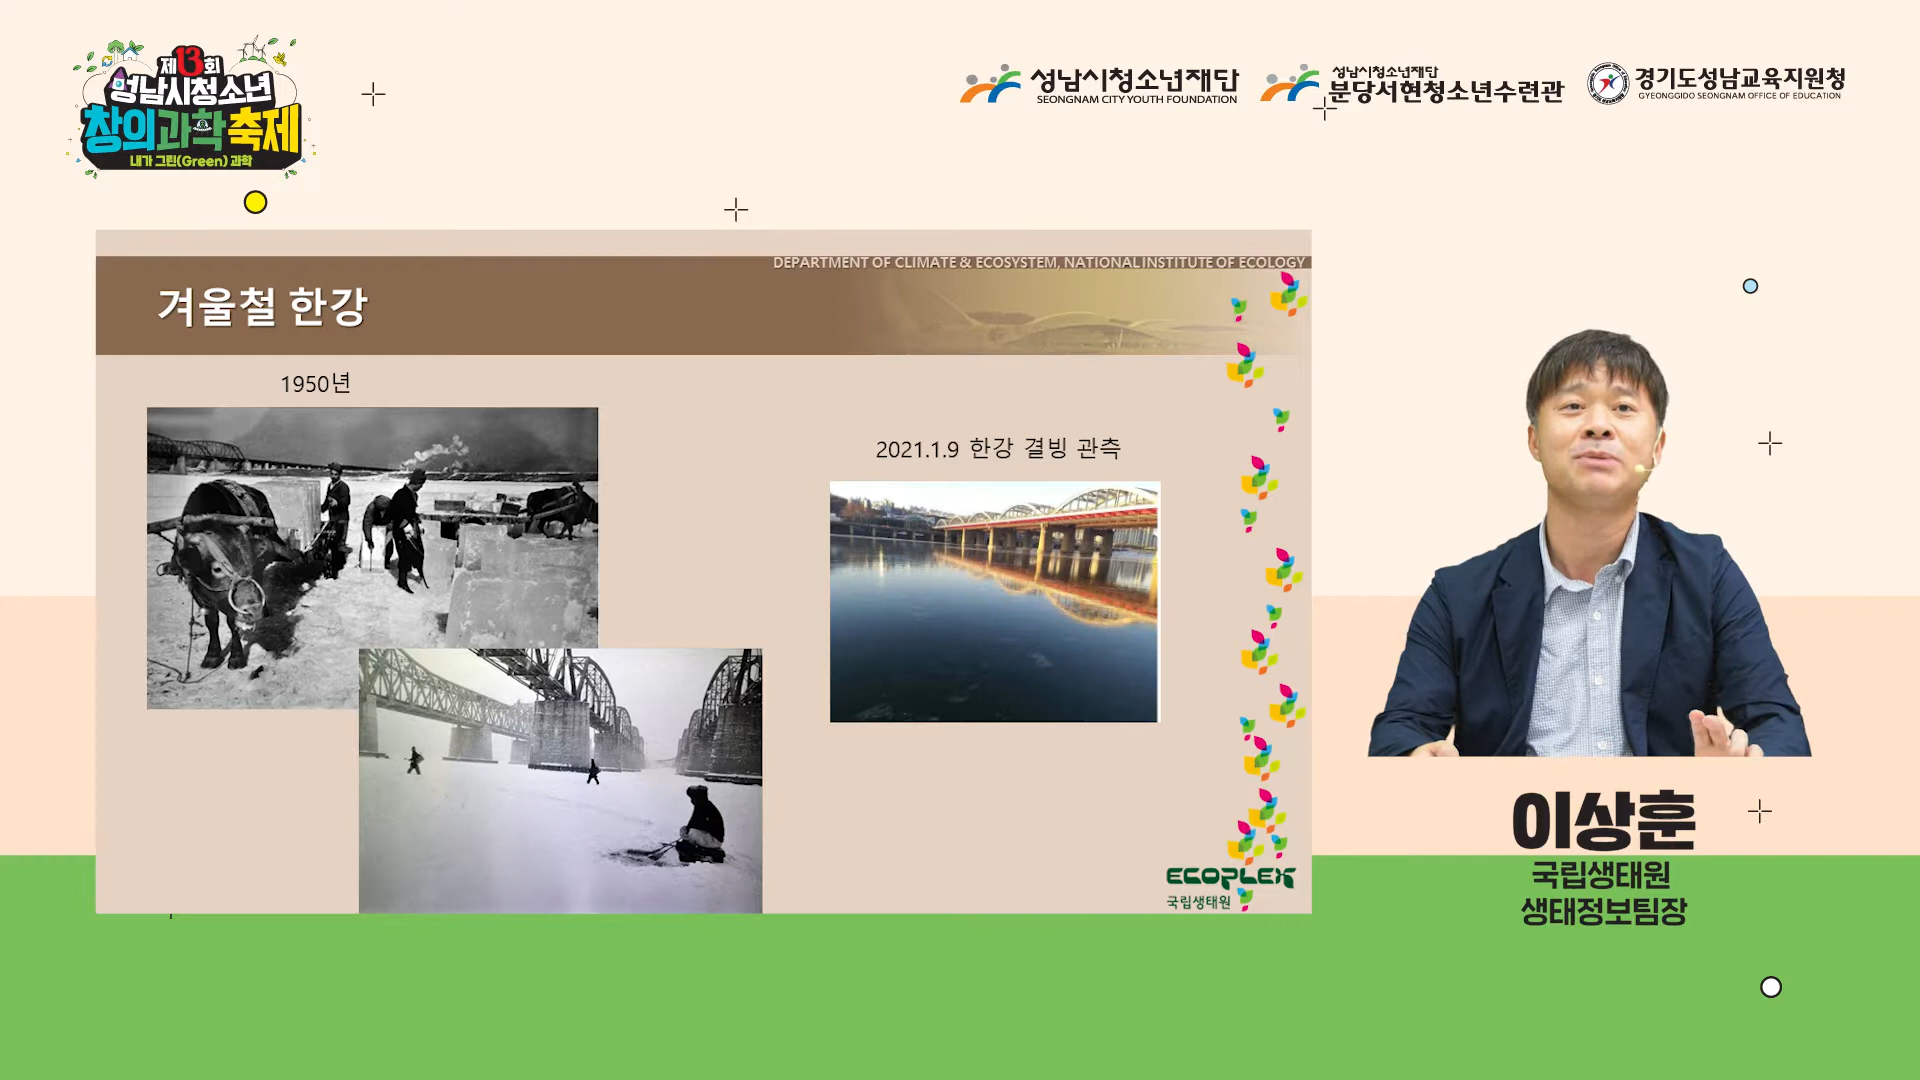 제13회
성남시청소년
창의과학축제
내가 그린(Green) 과학
성남시청소년재단
SEONGNAM CITY YOUTH FOUNDATION
성남시청소년재단
분당서현청소년수련관
경기도성남교육지원청
GYEONGGIDO SEONGNAM OFFICE OF EDUCATION
DEPARTMENT OF CLIMATE & ECOSYSTEM, NATIONAL INSTITUTE OF ECOLOGY
겨울철 한강
1950년
2021.1.9 한강 결빙 관측
ECOPLEX
국립생태원
이상훈
국립생태원
생태정보팀장